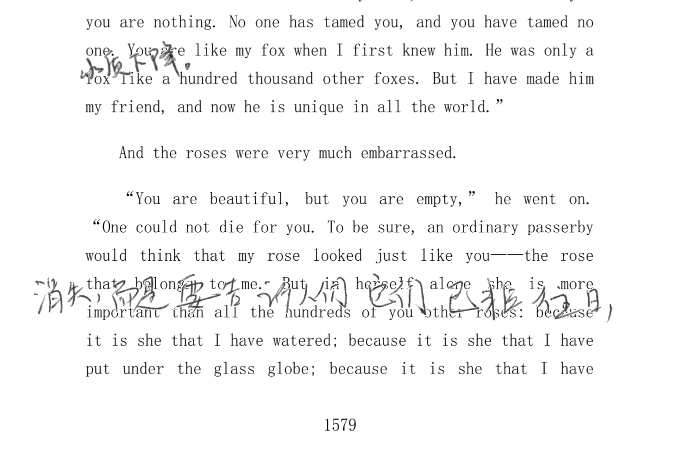 you are nothing. No one has tamed you, and you have tamed no
one. You are like my fox when I first knew him. He was only a
水质下降。
fox like a hundred thousand other foxes. But I have made him
my friend, and now he is unique in all the world.”
And the roses were very much embarrassed.
“You are beautiful, but you are empty,” he went on.
“One could not die for you. To be sure, an ordinary passerby
would think that my rose looked just like you——the rose
that belongs to me. But in herself alone she is more
消失，而是要告诉人们它们已非往日，
important than all the hundreds of you other roses: because
it is she that I have watered; because it is she that I have
put under the glass globe; because it is she that I have
1579